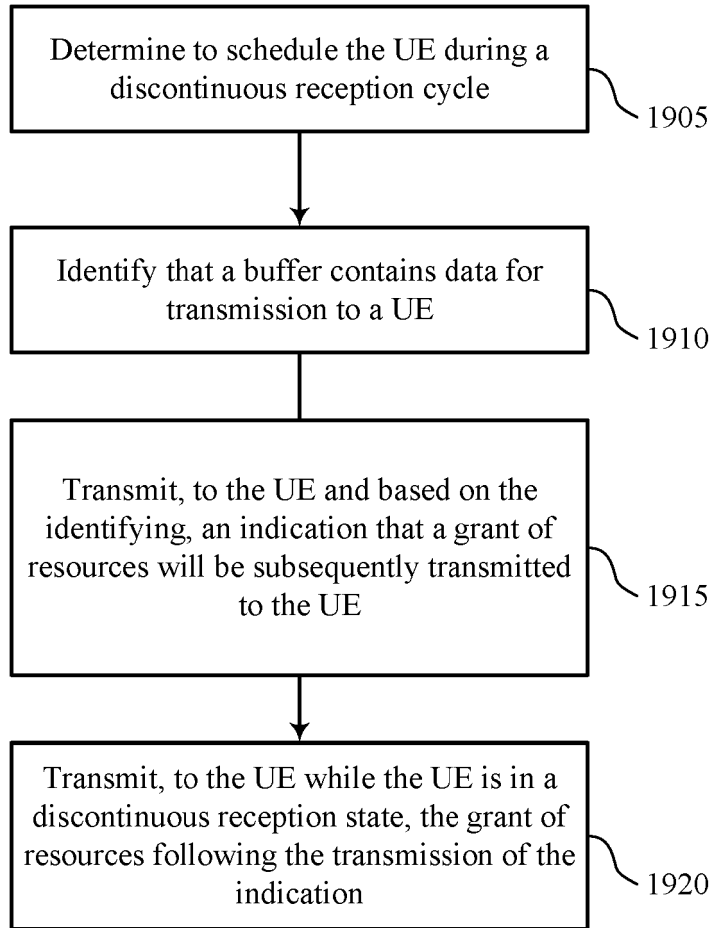 Determine to schedule the UE during a
discontinuous reception cycle
1905
Identify that a buffer contains data for
transmission to a UE
1910
Transmit, to the UE and based on the
identifying, an indication that a grant of
resources will be subsequently transmitted
to the UE
1915
Transmit, to the UE while the UE is in a
discontinuous reception state, the grant of
resources following the transmission of the
indication
1920